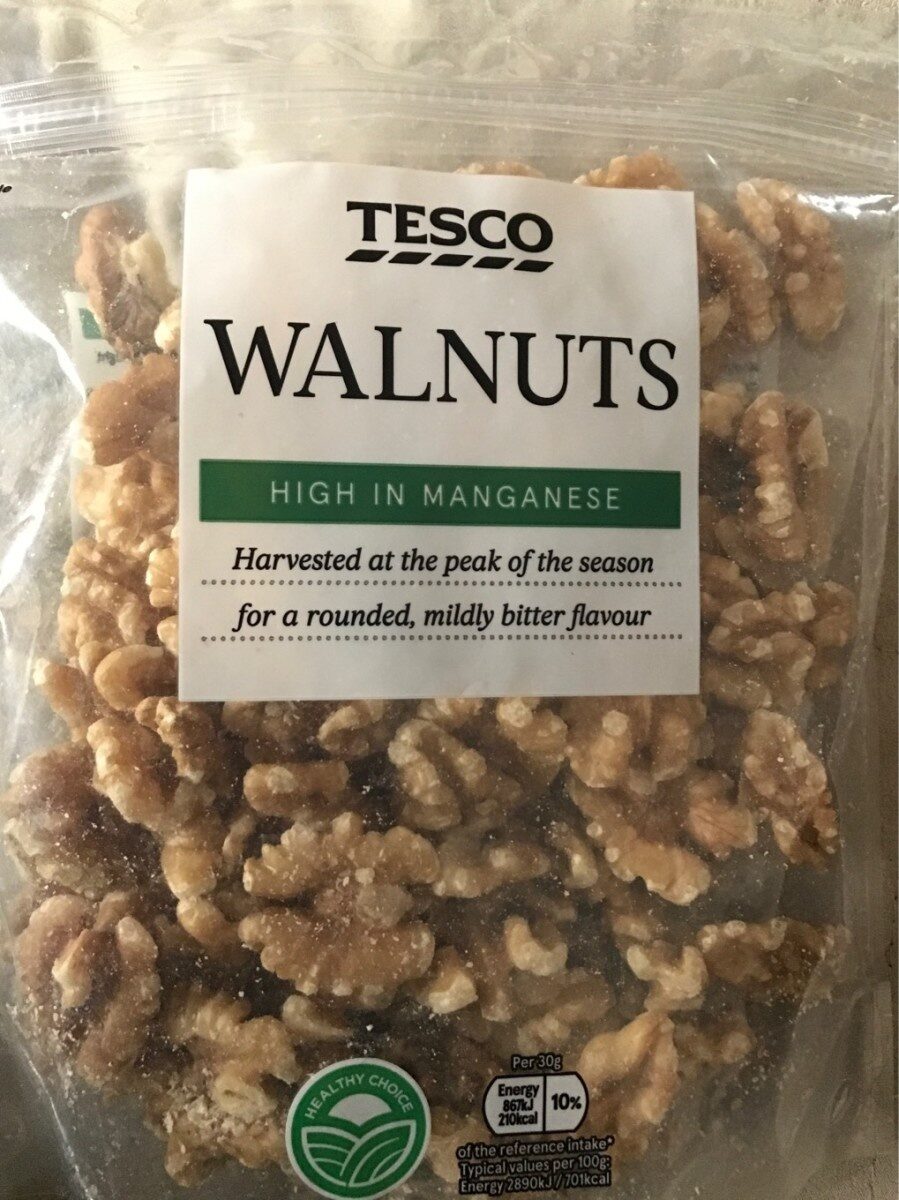 TESCO
WALNUTS
HIGH IN MANGANESE
Harvested at the peak of the season
for a rounded, mildly bitter flavour
HEALTHY CHOICE
Per 30g
Energy
867kJ
210kcal
10%
of the reference intake*
Typical values per 100g:
Energy 2890kJ / 701kcal